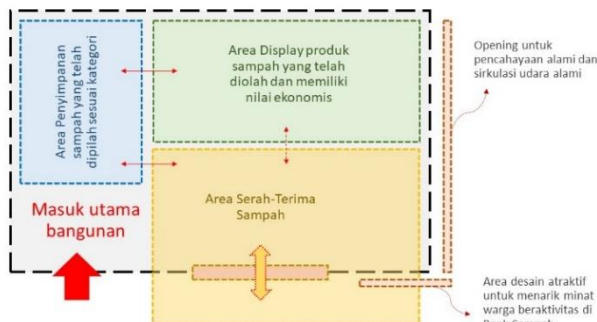 Area Penyimpanan
sampah yang telah
dipilah sesuai kategori
Area Display produk
sampah yang telah
diolah dan memiliki
nilai ekonomis
Opening untuk
pencahayaan alami dan
sirkulasi udara alami
Masuk utama
bangunan
Area Serah-Terima
Sampah
Area desain atraktif
untuk menarik minat
warga beraktivitas di
Bank Sampah